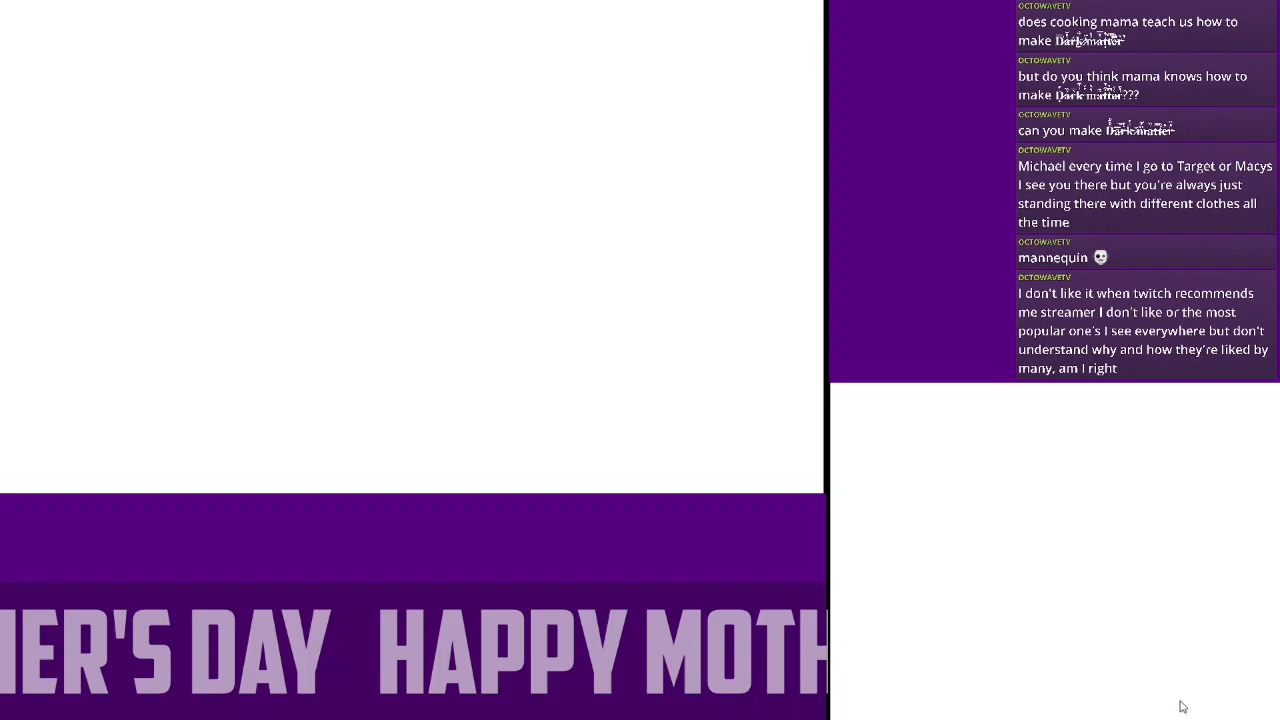 OCTOWAVETV
does cooking mama teach us how to
make Dark matter
OCTOWAVETV
but do you think mama knows how to
make Dark matter???
OCTOWAVETV
can you make Dark matter
OCTOWAVETV
Michael every time I go to Target or Macys
I see you there but you're always just
standing there with different clothes all
the time
OCTOWAVETV
mannequin
OCTOWAVETV
I don't like it when twitch recommends
me streamer I don't like or the most
popular one's I see everywhere but don't
understand why and how they're liked by
many, am I right
HER'S DAY HAPPY MOTH